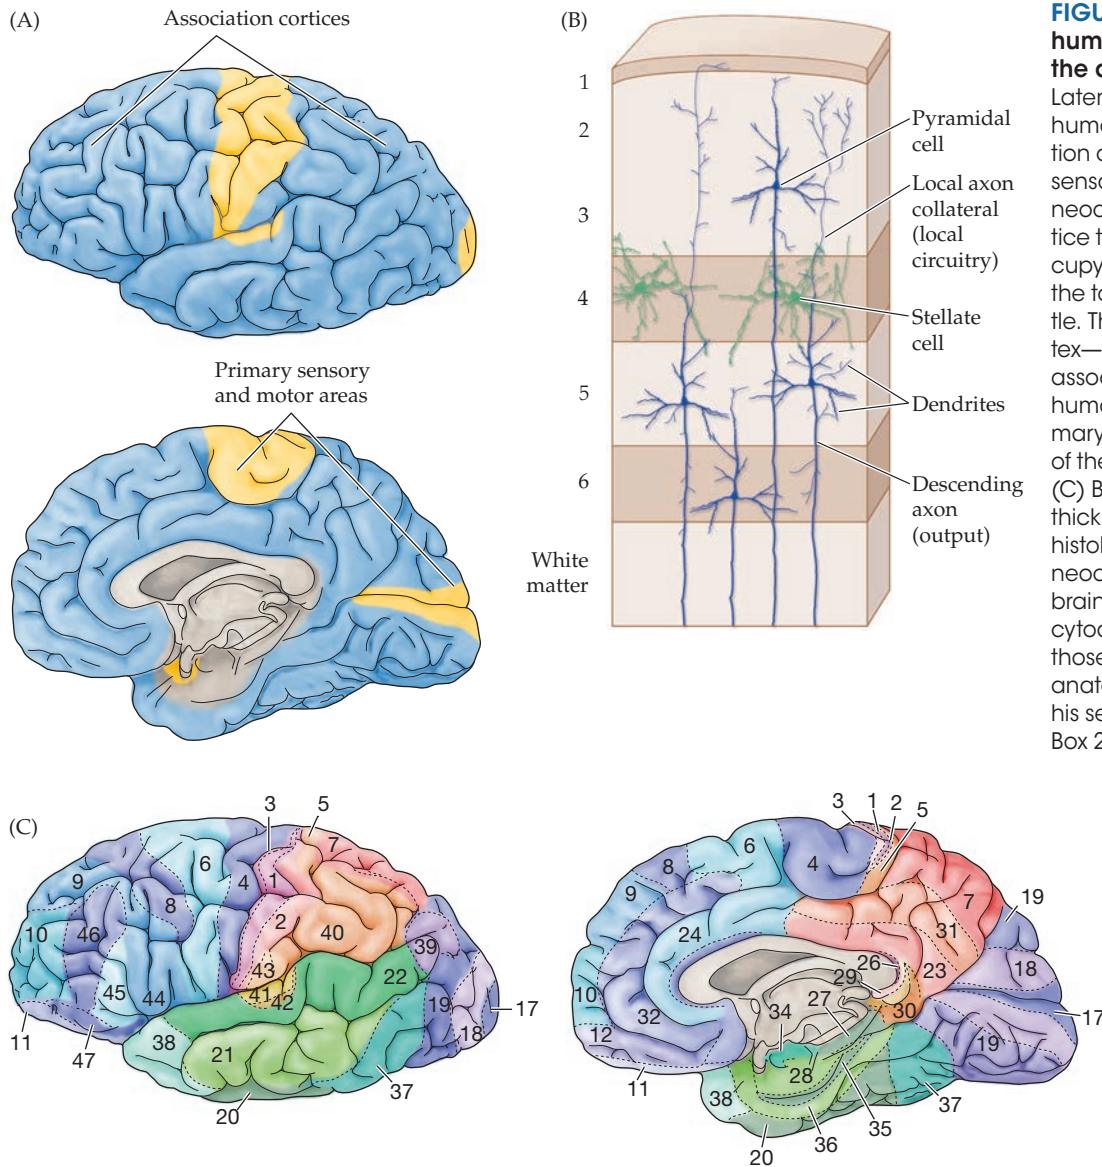 (A)
Association cortices
Primary sensory
and motor areas
(B)
1
2
3
4
5
6
White
matter
Pyramidal
cell
Local axon
collateral
(local
circuitry)
Stellate
cell
Dendrites
Descending
axon
(output)
FIGU
hum
the c
Later
huma
tion o
senso
neoc
tice t
cupy
the to
tle. Th
tex—
assoc
huma
mary
of the
(C) B
thick
histol
neoc
brain
cytoc
those
anato
his se
Box 2
(C)
3
5
7
6
4
1
9
8
2
10
46
40
39
43
22
45
44
41
42
19
17
11
47
38
21
18
20
37
3
1
2
5
6
8
4
9
7
19
24
31
26
23
18
29
10
27
30
34
32
17
12
19
11
28
38
37
35
36
20